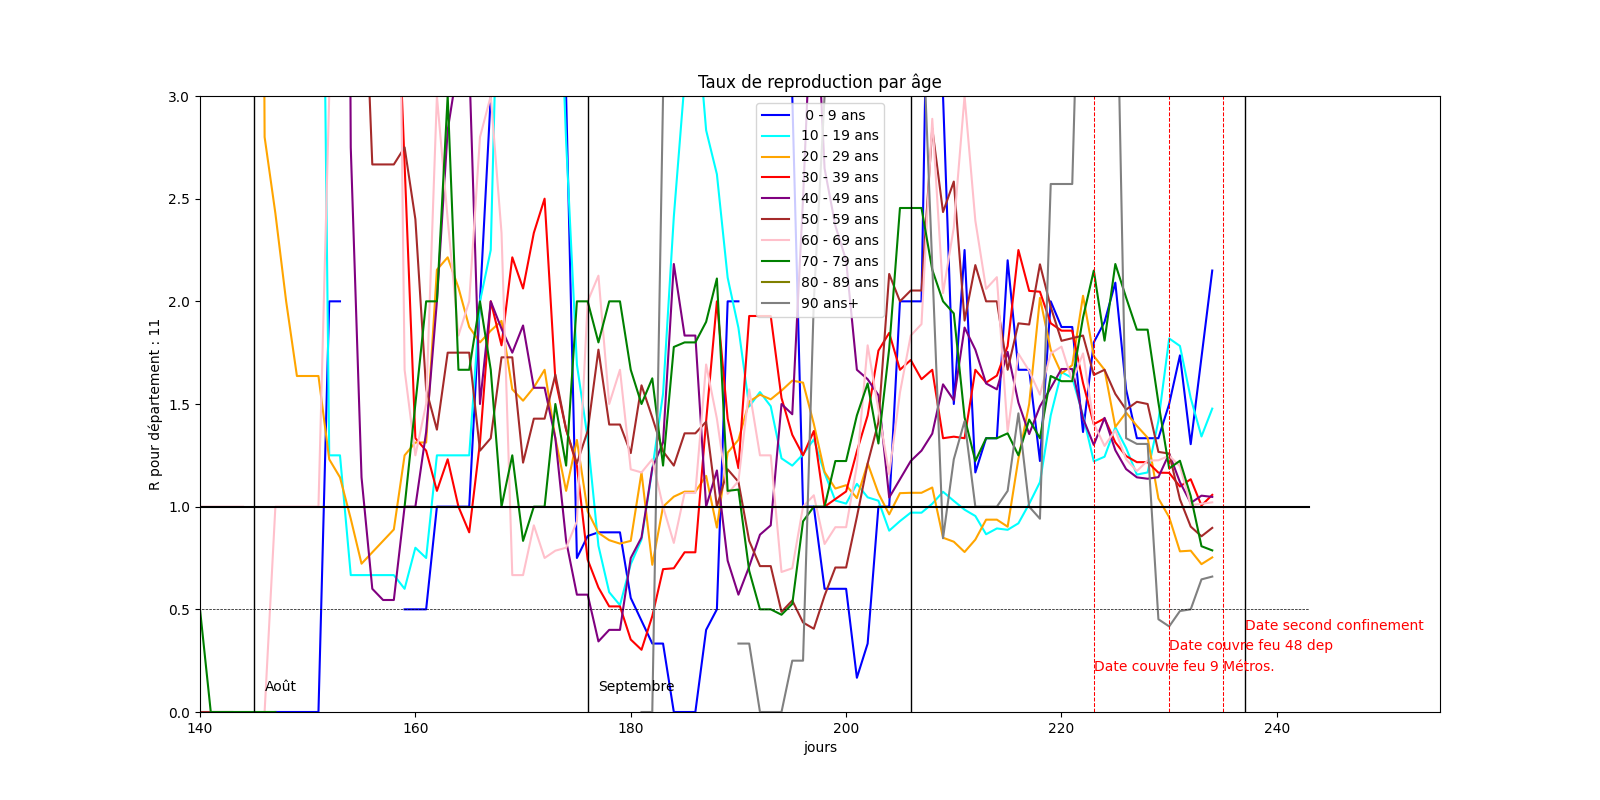 Taux de reproduction par âge
3.0
2.5
2.0
1.5
1.0
0.5
0.0
R pour département : 11
0 - 9 ans
10 - 19 ans
20 - 29 ans
30 - 39 ans
40 - 49 ans
50 - 59 ans
60 - 69 ans
70 - 79 ans
80 - 89 ans
90 ans+
Date second confinement
Date couvre feu 48 dep
Date couvre feu 9 Métros.
Août
Septembre
140
160
180
200
220
240
jours